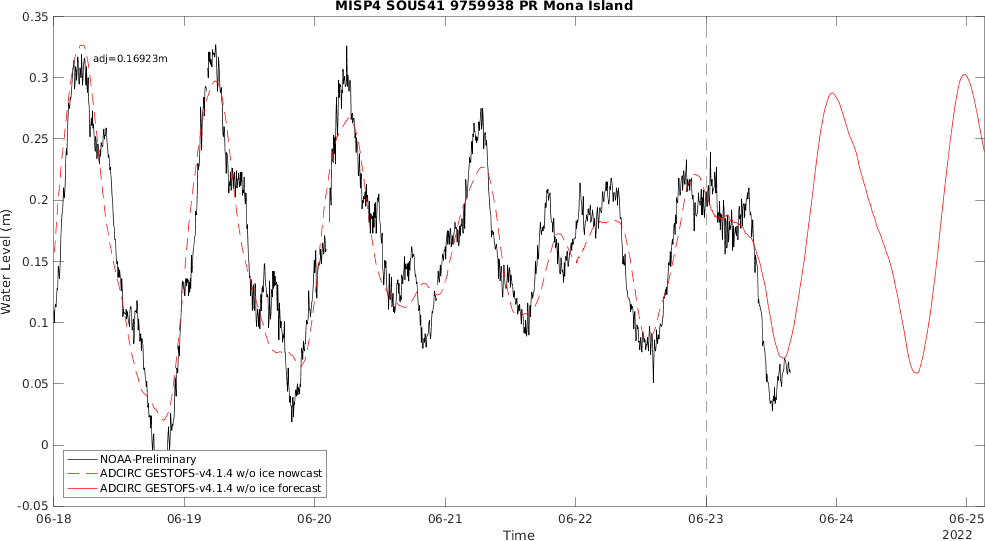 MISP4 SOUS41 9759938 PR Mona Island
adj=0.16923m
0.35
0.3
0.25
0.2
0.15
0.1
0.05
0
-0.05
Water Level (m)
NOAA-Preliminary
ADCIRC GESTOFS-v4.1.4 w/o ice nowcast
ADCIRC GESTOFS-v4.1.4 w/o ice forecast
06-18 06-19 06-20 06-21 06-22 06-23 06-24 06-25
Time
2022